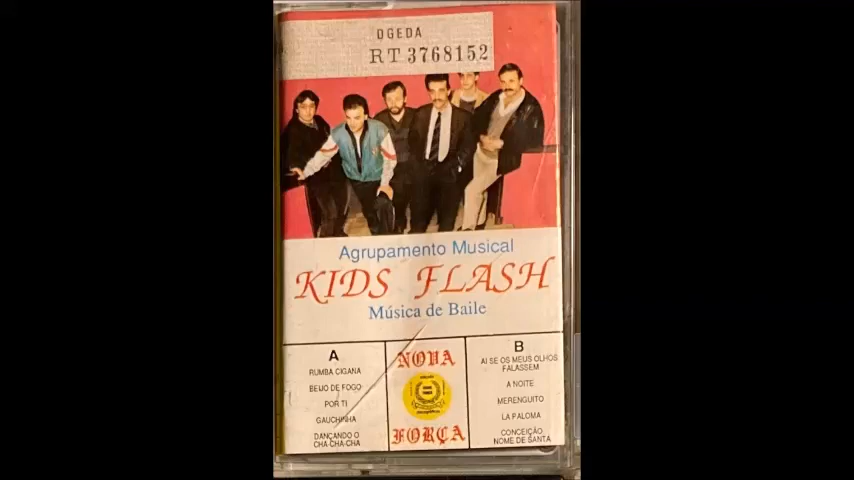 DGEDA
RT 3768152
Agrupamento Musical
KIDS FLASH
Música de Baile
A
RUMBA CIGANA
BEIJO DE FOGO
POR TI
GAUCHINHA
DANÇANDO O
CHA-CHA-CHA
NOVA
FORÇA
B
AI SE OS MEUS OLHOS
FALASSEM
A NOITE
MERENGUITO
LA PALOMA
CONCEIÇÃO
NOME DE SANTA